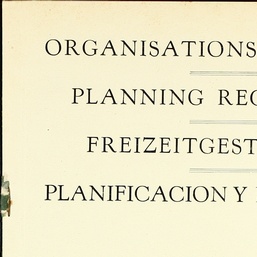 ORGANISATIONS
PLANNING REC
FREIZEITGEST
PLANIFICACION Y